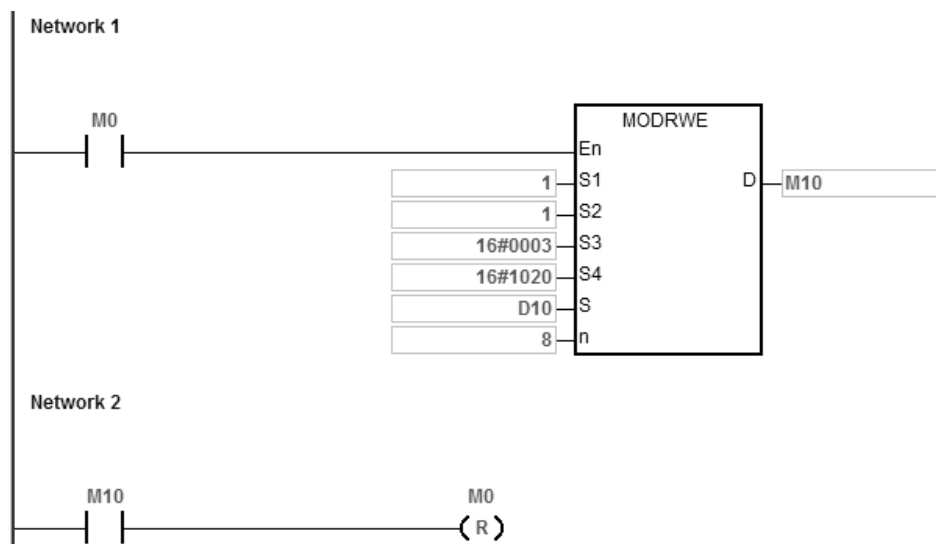 Network 1
M0
MODRWE
En
1 S1 D M10
1 S2
16#0003 S3
16#1020 S4
D10 S
8 n
Network 2
M10 M0
R